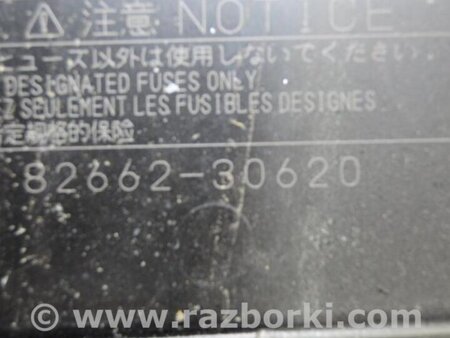 ⚠ 注意 NOTICE
ューズ以外は使用しないでください.
DESIGNATED FUSES ONLY
EZ SEULEMENT LES FUSIBLES DESIGNES
定规格的保险
82662-30620
© www.razborki.com ®